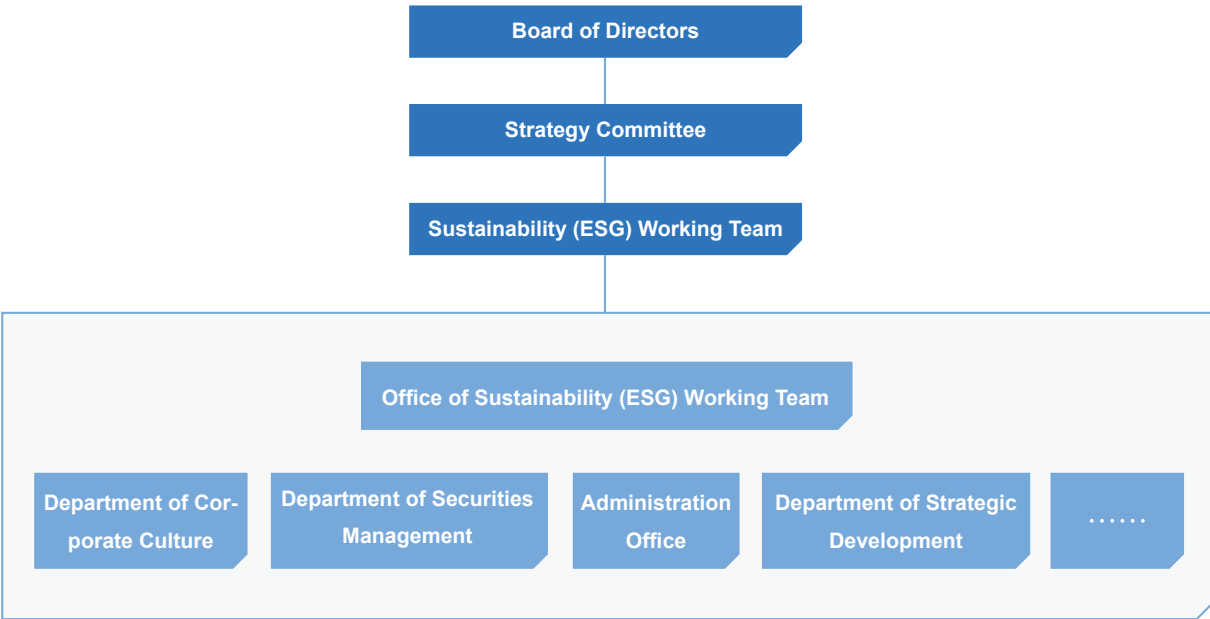 Board of Directors
Strategy Committee
Sustainability (ESG) Working Team
Office of Sustainability (ESG) Working Team
Department of Cor-
porate Culture
Department of Securities
Management
Administration
Office
Department of Strategic
Development
......